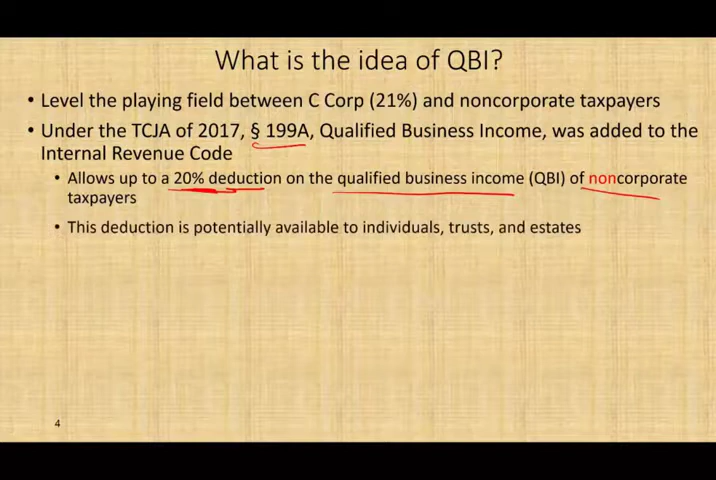 What is the idea of QBI?
• Level the playing field between C Corp (21%) and noncorporate taxpayers
• Under the TCJA of 2017, § 199A, Qualified Business Income, was added to the
Internal Revenue Code
• Allows up to a 20% deduction on the qualified business income (QBI) of noncorporate
taxpayers
• This deduction is potentially available to individuals, trusts, and estates
4